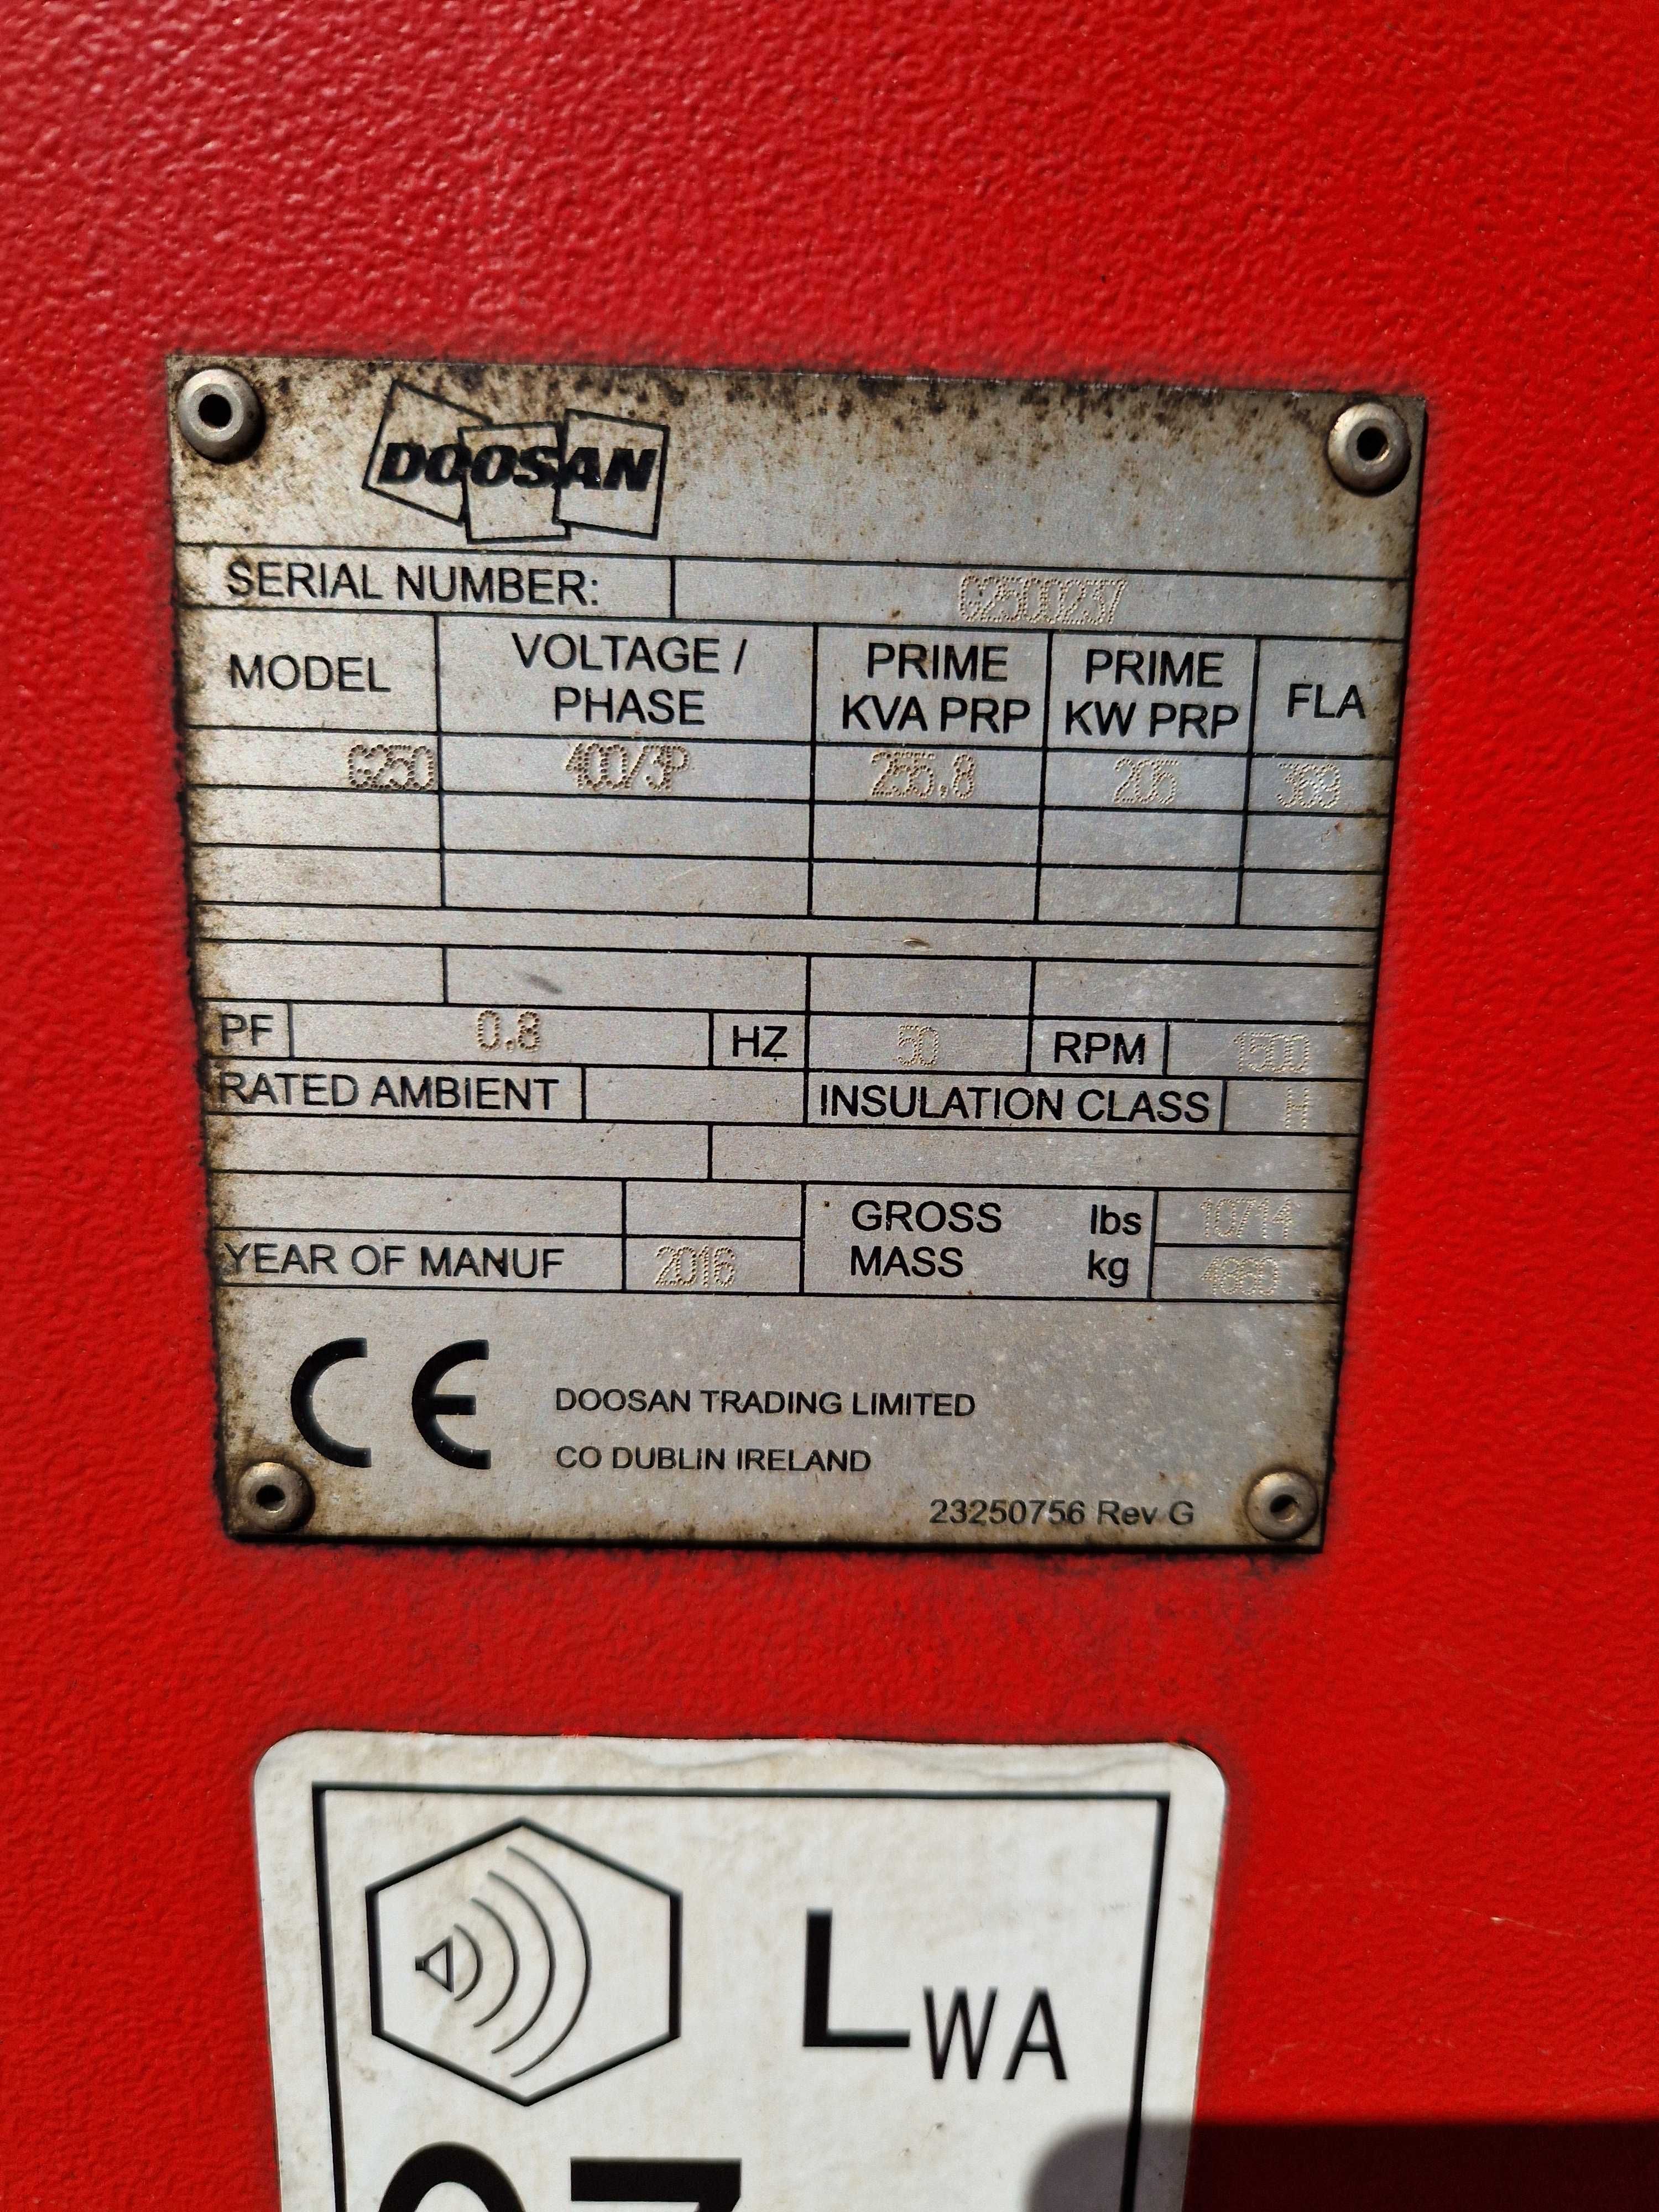 DOOSAN
SERIAL NUMBER: G2500237
MODEL VOLTAGE / PHASE PRIME KVA PRP PRIME KW PRP FLA
G250 400/3P 255.8 205 369
PF 0.8 HZ 50 RPM 1500
RATED AMBIENT INSULATION CLASS H
GROSS MASS lbs 10714
YEAR OF MANUF 2016 kg 4860
CE DOOSAN TRADING LIMITED
CO DUBLIN IRELAND
23250756 Rev G
LWA
97